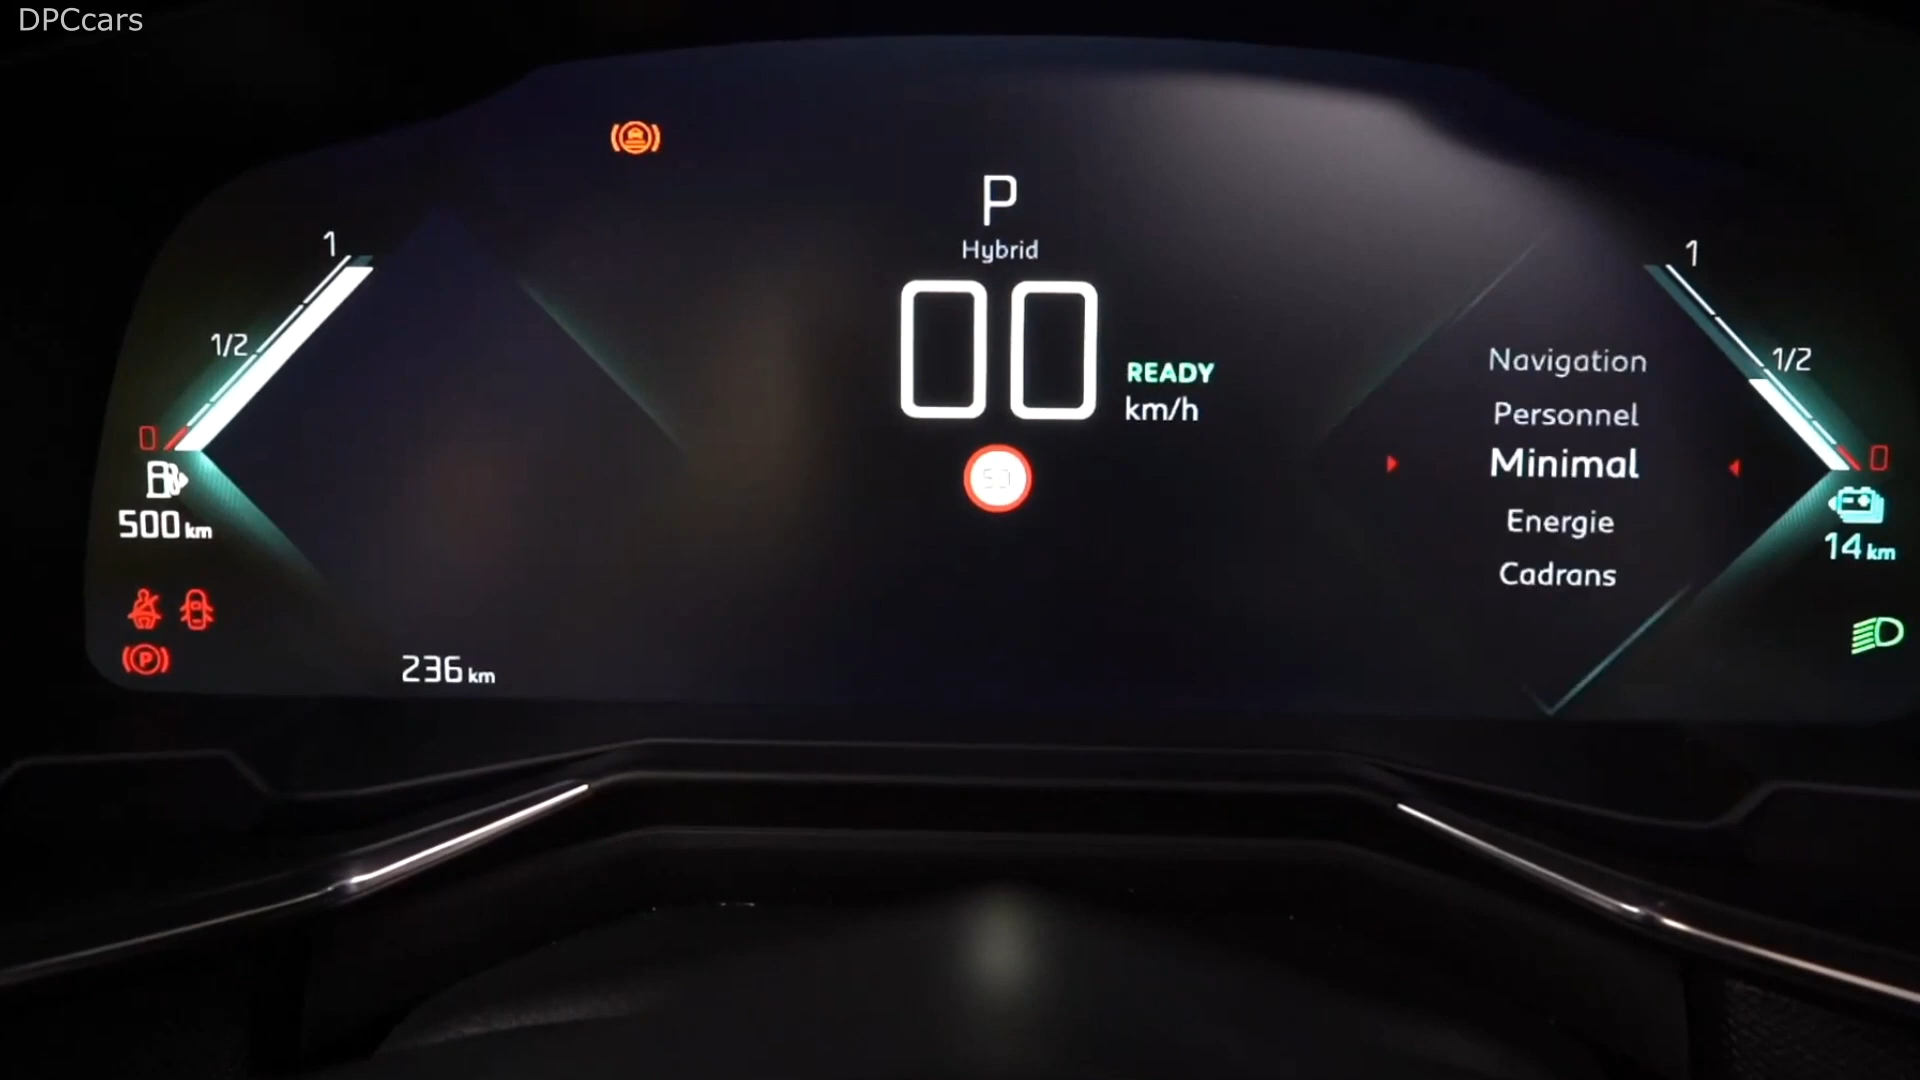 DPCcars
P
Hybrid
00
READY
km/h
1
1/2
0
500 km
236 km
Navigation
Personnel
Minimal
Energie
Cadrans
1
1/2
0
14 km
P